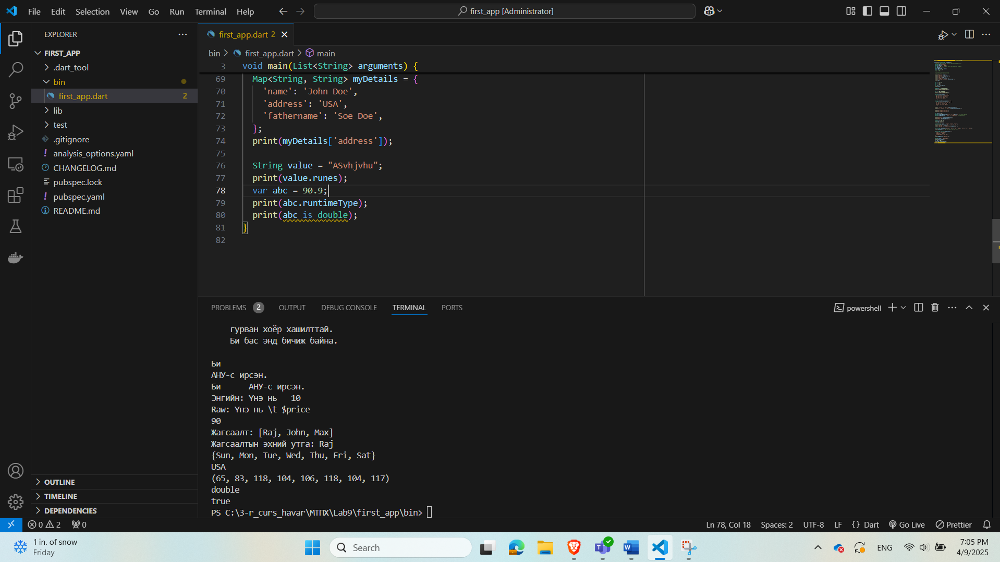 File Edit Selection View Go Run Terminal Help
first_app [Administrator]
EXPLORER
FIRST_APP
.dart_tool
bin
first_app.dart 2
lib
test
.gitignore
analysis_options.yaml
CHANGELOG.md
pubspec.lock
pubspec.yaml
README.md
OUTLINE
TIMELINE
DEPENDENCIES
first_app.dart 2
bin > first_app.dart > main
3 void main(List<String> arguments) {
69 Map<String, String> myDetails = {
70 'name': 'John Doe',
71 'address': 'USA',
72 'fathername': 'Soe Doe',
73 };
74 print(myDetails['address']);
75
76 String value = "ASvhjvhu";
77 print(value.runes);
78 var abc = 90.9;
79 print(abc.runtimeType);
80 print(abc is double);
81 }
82
PROBLEMS 2 OUTPUT DEBUG CONSOLE TERMINAL PORTS
powershell
гурван хоёр хашилттай.
Би бас энд бичиж байна.
Би
АНУ-с ирсэн.
Би АНУ-с ирсэн.
Энгийн: Үнэ нь 10
Raw: Үнэ нь \t $price
90
Жагсаалт: [Raj, John, Max]
Жагсаалтын эхний утга: Raj
{Sun, Mon, Tue, Wed, Thu, Fri, Sat}
USA
(65, 83, 118, 104, 106, 118, 104, 117)
double
true
PS C:\3-r_curs_havar\МТПХ\Lab9\first_app\bin>
0 2 0
Ln 78, Col 18 Spaces: 2 UTF-8 LF {} Dart Go Live Prettier
1 in. of snow
Friday
Search
ENG
7:05 PM
4/9/2025